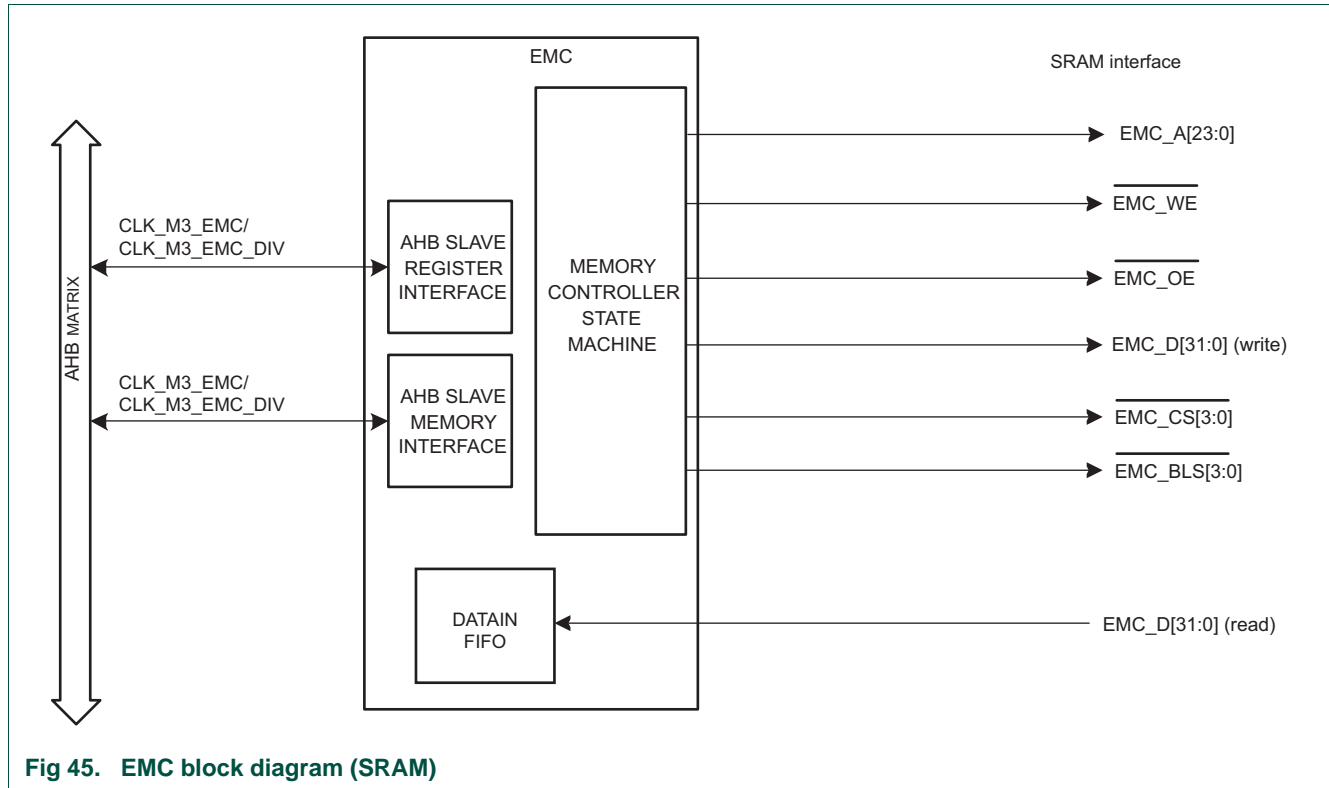 EMC
SRAM interface
AHB MATRIX
CLK_M3_EMC/
CLK_M3_EMC_DIV
AHB SLAVE
REGISTER
INTERFACE
CLK_M3_EMC/
CLK_M3_EMC_DIV
AHB SLAVE
MEMORY
INTERFACE
MEMORY
CONTROLLER
STATE
MACHINE
EMC_A[23:0]
EMC_WE
EMC_OE
EMC_D[31:0] (write)
EMC_CS[3:0]
EMC_BLS[3:0]
DATAIN
FIFO
EMC_D[31:0] (read)
Fig 45. EMC block diagram (SRAM)